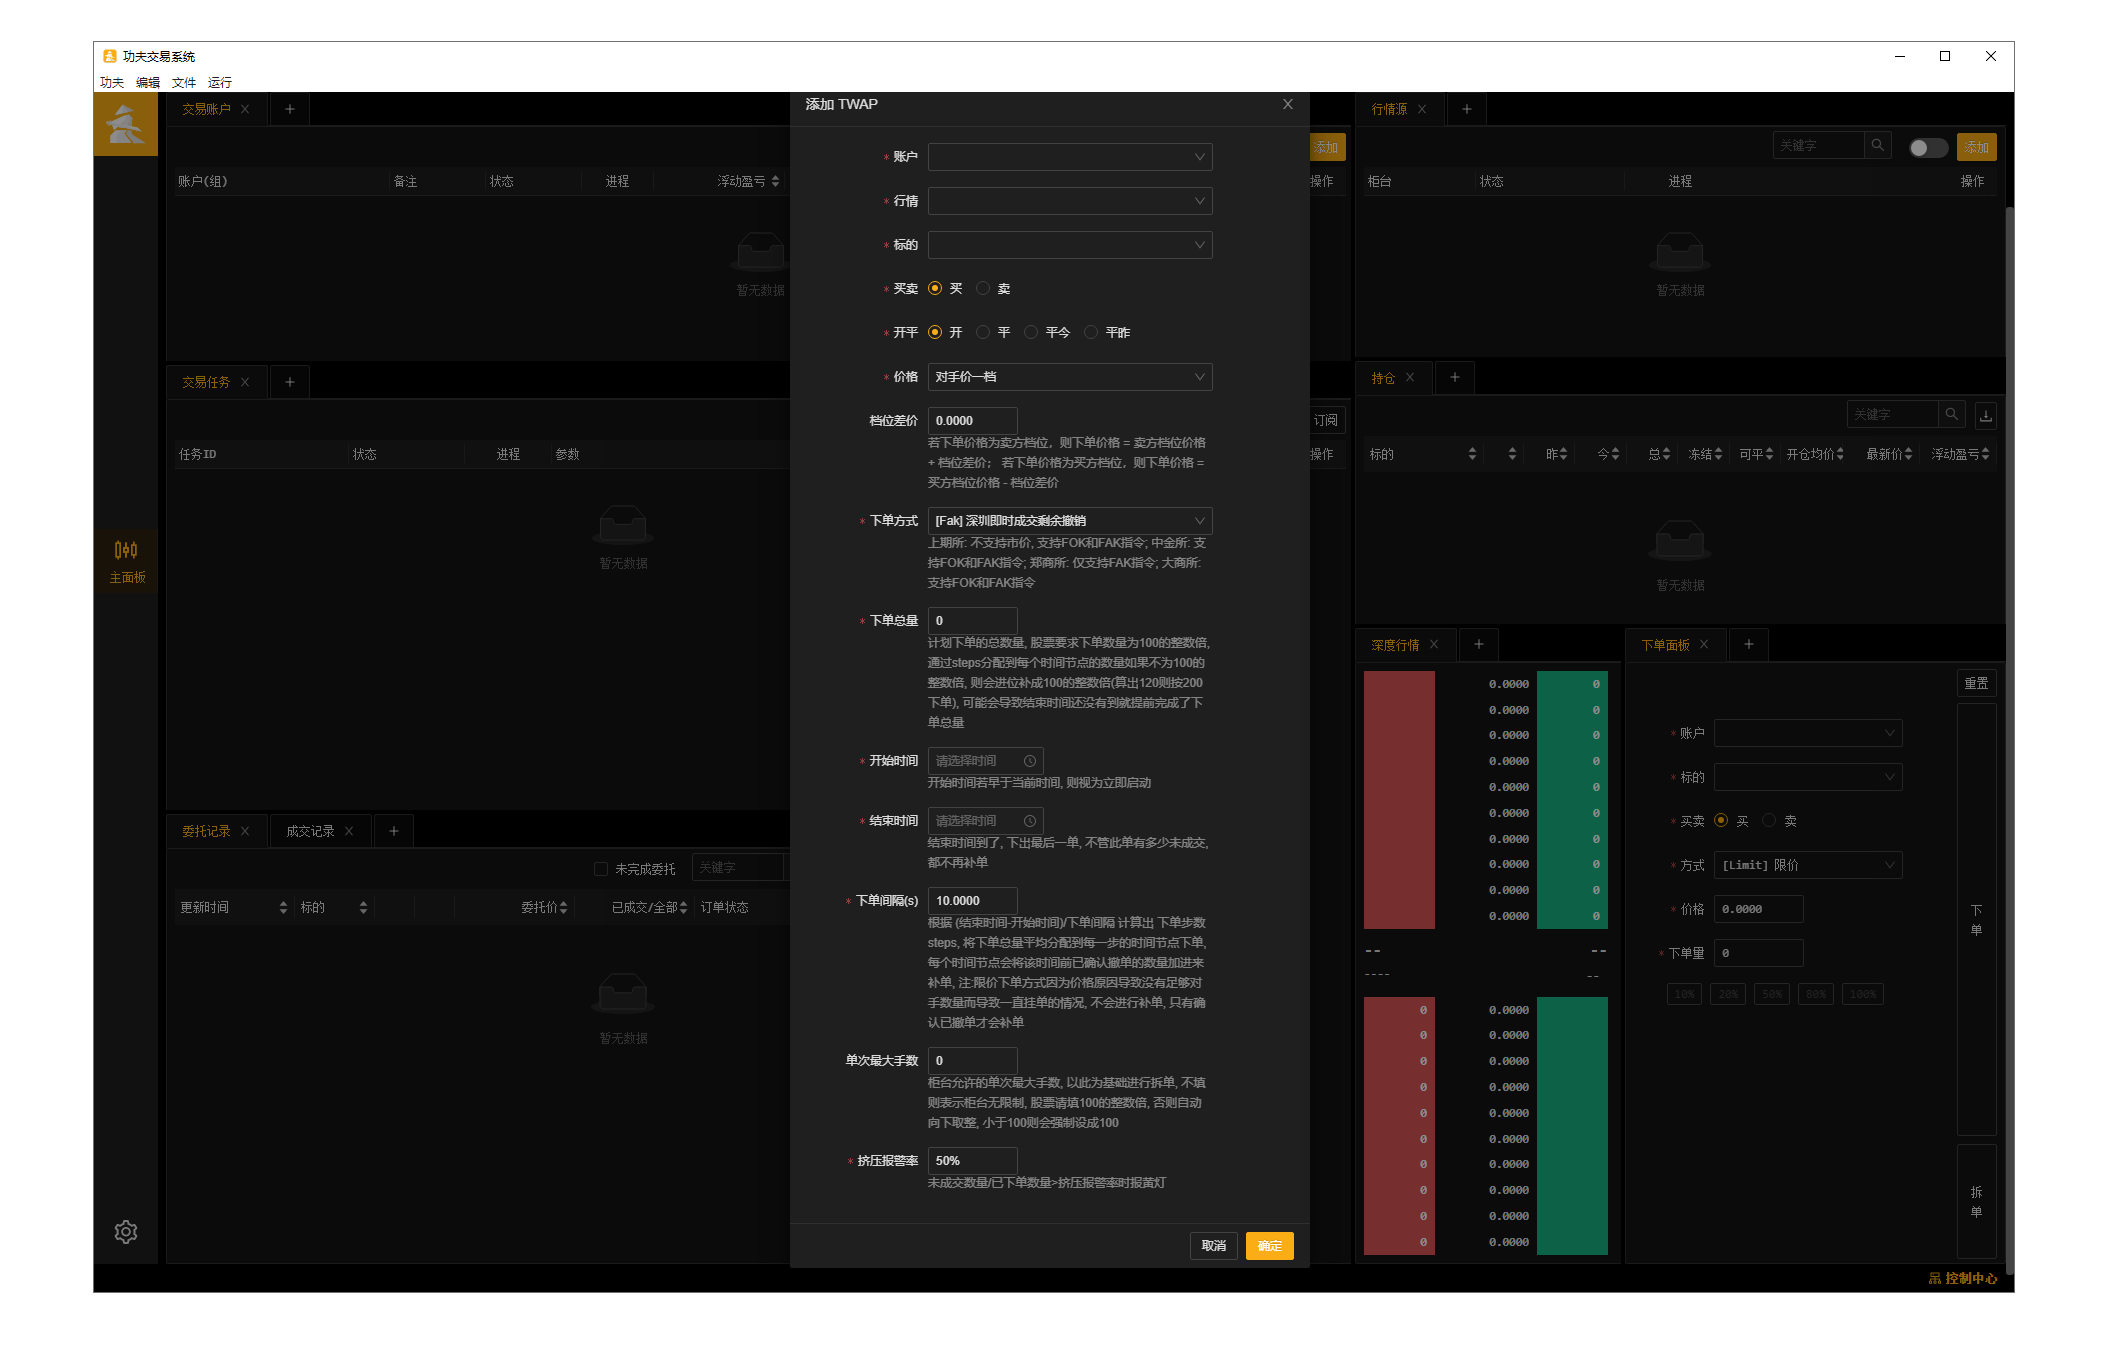 功夫交易系统
功夫 编辑 文件 运行
交易账户
添加
账户(组) 备注 状态 进程 浮动盈亏 操作
暂无数据
主面板
交易任务
订阅
任务ID 状态 进程 参数 操作
暂无数据
委托记录 成交记录
未完成委托 关键字
更新时间 标的 委托价 已成交/全部 订单状态
暂无数据
添加 TWAP
* 账户
* 行情
* 标的
* 买卖 买 卖
* 开平 开 平 平今 平昨
* 价格 对手价一档
档位差价 0.0000
若下单价格为卖方档位，则下单价格 = 卖方档位价格
+ 档位差价； 若下单价格为买方档位，则下单价格 =
买方档位价格 - 档位差价
* 下单方式 [Fak] 深圳即时成交剩余撤销
上期所: 不支持市价, 支持FOK和FAK指令; 中金所: 支
持FOK和FAK指令; 郑商所: 仅支持FAK指令; 大商所:
支持FOK和FAK指令
* 下单总量 0
计划下单的总数量, 股票要求下单数量为100的整数倍,
通过steps分配到每个时间节点的数量如果不为100的
整数倍, 则会进位补成100的整数倍(算出120则按200
下单), 可能会导致结束时间还没有到就提前完成了下
单总量
* 开始时间 请选择时间
开始时间若早于当前时间, 则视为立即启动
* 结束时间 请选择时间
结束时间到了, 下出最后一单, 不管此单有多少未成交,
都不再补单
* 下单间隔(s) 10.0000
根据 (结束时间-开始时间)/下单间隔 计算出 下单步数
steps, 将下单总量平均分配到每一步的时间节点下单,
每个时间节点会将该时间前已确认撤单的数量加进来
补单, 注:限价下单方式因为价格原因导致没有足够对
手数量而导致一直挂单的情况, 不会进行补单, 只有确
认已撤单才会补单
单次最大手数 0
柜台允许的单次最大手数, 以此为基础进行拆单, 不填
则表示柜台无限制, 股票请填100的整数倍, 否则自动
向下取整, 小于100则会强制设成100
* 挤压报警率 50%
未成交数量/已下单数量>挤压报警率时报黄灯
取消 确定
行情源
关键字 添加
柜台 状态 进程 操作
暂无数据
持仓
关键字
标的 昨 今 总 冻结 可平 开仓均价 最新价 浮动盈亏
暂无数据
深度行情
0.0000 0
0.0000 0
0.0000 0
0.0000 0
0.0000 0
0.0000 0
0.0000 0
0.0000 0
0.0000 0
0.0000 0
-- --
---- --
0 0.0000
0 0.0000
0 0.0000
0 0.0000
0 0.0000
0 0.0000
0 0.0000
0 0.0000
0 0.0000
0 0.0000
下单面板
重置
* 账户
* 标的
* 买卖 买 卖
* 方式 [Limit] 限价
* 价格 0.0000
* 下单量 0
10% 20% 50% 80% 100%
下
单
拆
单
控制中心